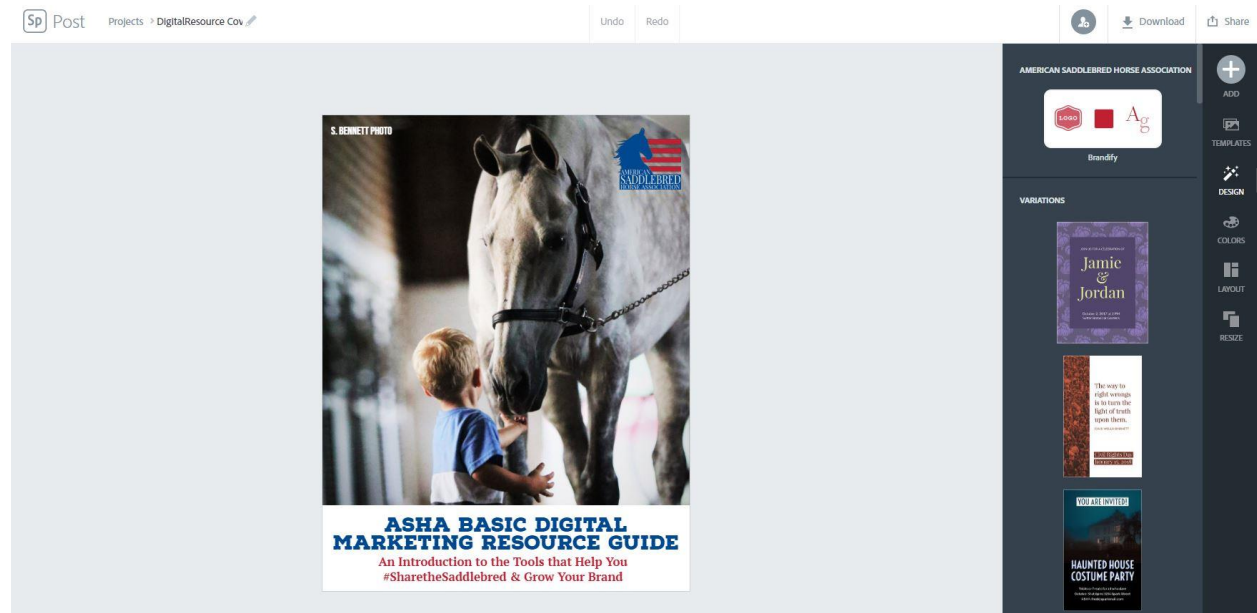 Sp Post
Projects > DigitalResource Cov
Undo
Redo
Download
Share
S. BENNETT PHOTO
AMERICAN
SADDLEBRED
HORSE ASSOCIATION
ASHA BASIC DIGITAL
MARKETING RESOURCE GUIDE
An Introduction to the Tools that Help You
#SharetheSaddlebred & Grow Your Brand
AMERICAN SADDLEBRED HORSE ASSOCIATION
LOGO
Ag
Brandify
VARIATIONS
Jamie
&
Jordan
The way to
right wrongs
is to turn the
light of truth
upon them.
YOU ARE INVITED!
HAUNTED HOUSE
COSTUME PARTY
ADD
TEMPLATES
DESIGN
COLORS
LAYOUT
RESIZE